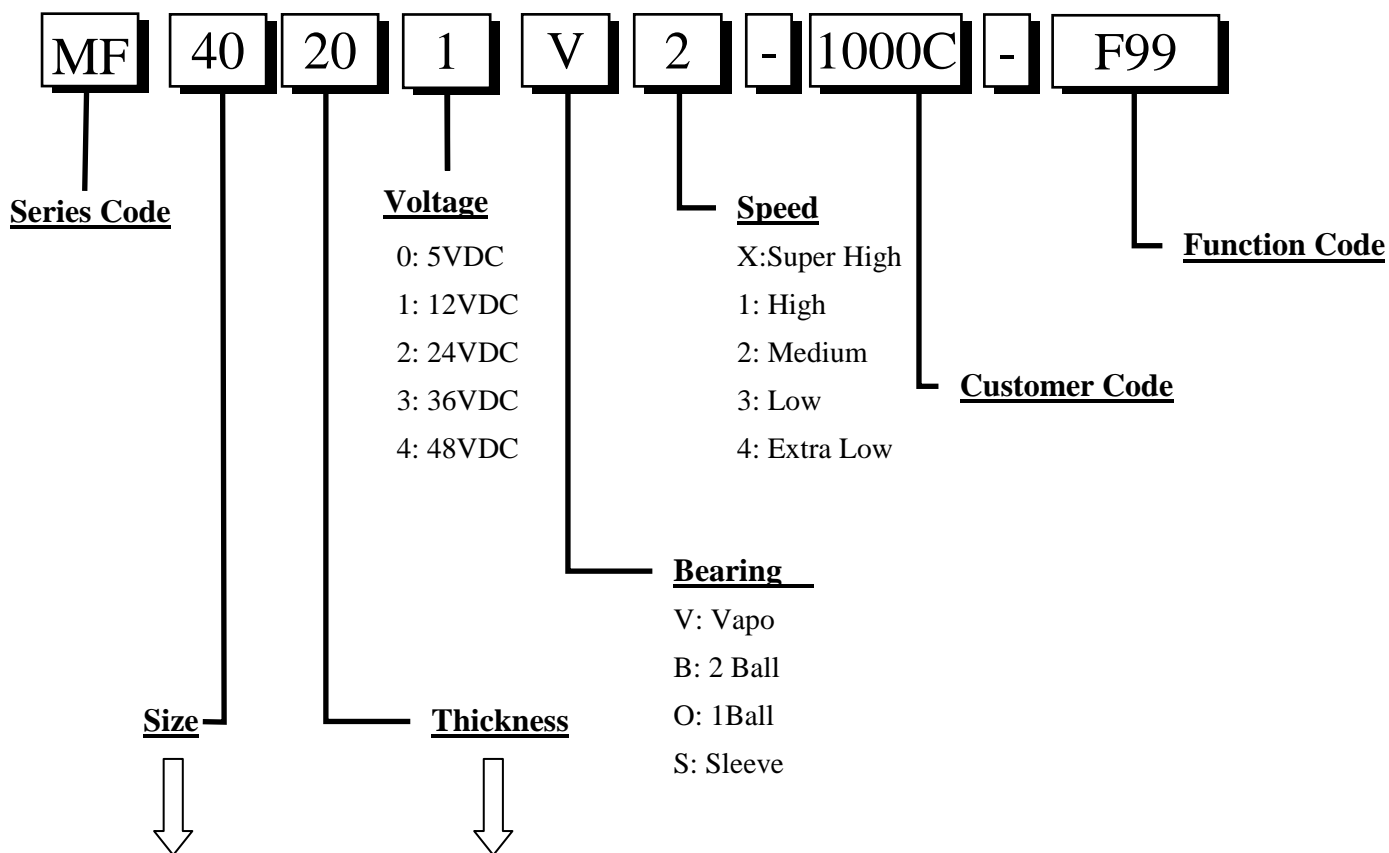 MF 40 20 1 V 2 - 1000C - F99
Series Code
Voltage
0: 5VDC
1: 12VDC
2: 24VDC
3: 36VDC
4: 48VDC
Speed
X:Super High
1: High
2: Medium
3: Low
4: Extra Low
Function Code
Customer Code
Bearing
V: Vapo
B: 2 Ball
O: 1Ball
S: Sleeve
Size
Thickness